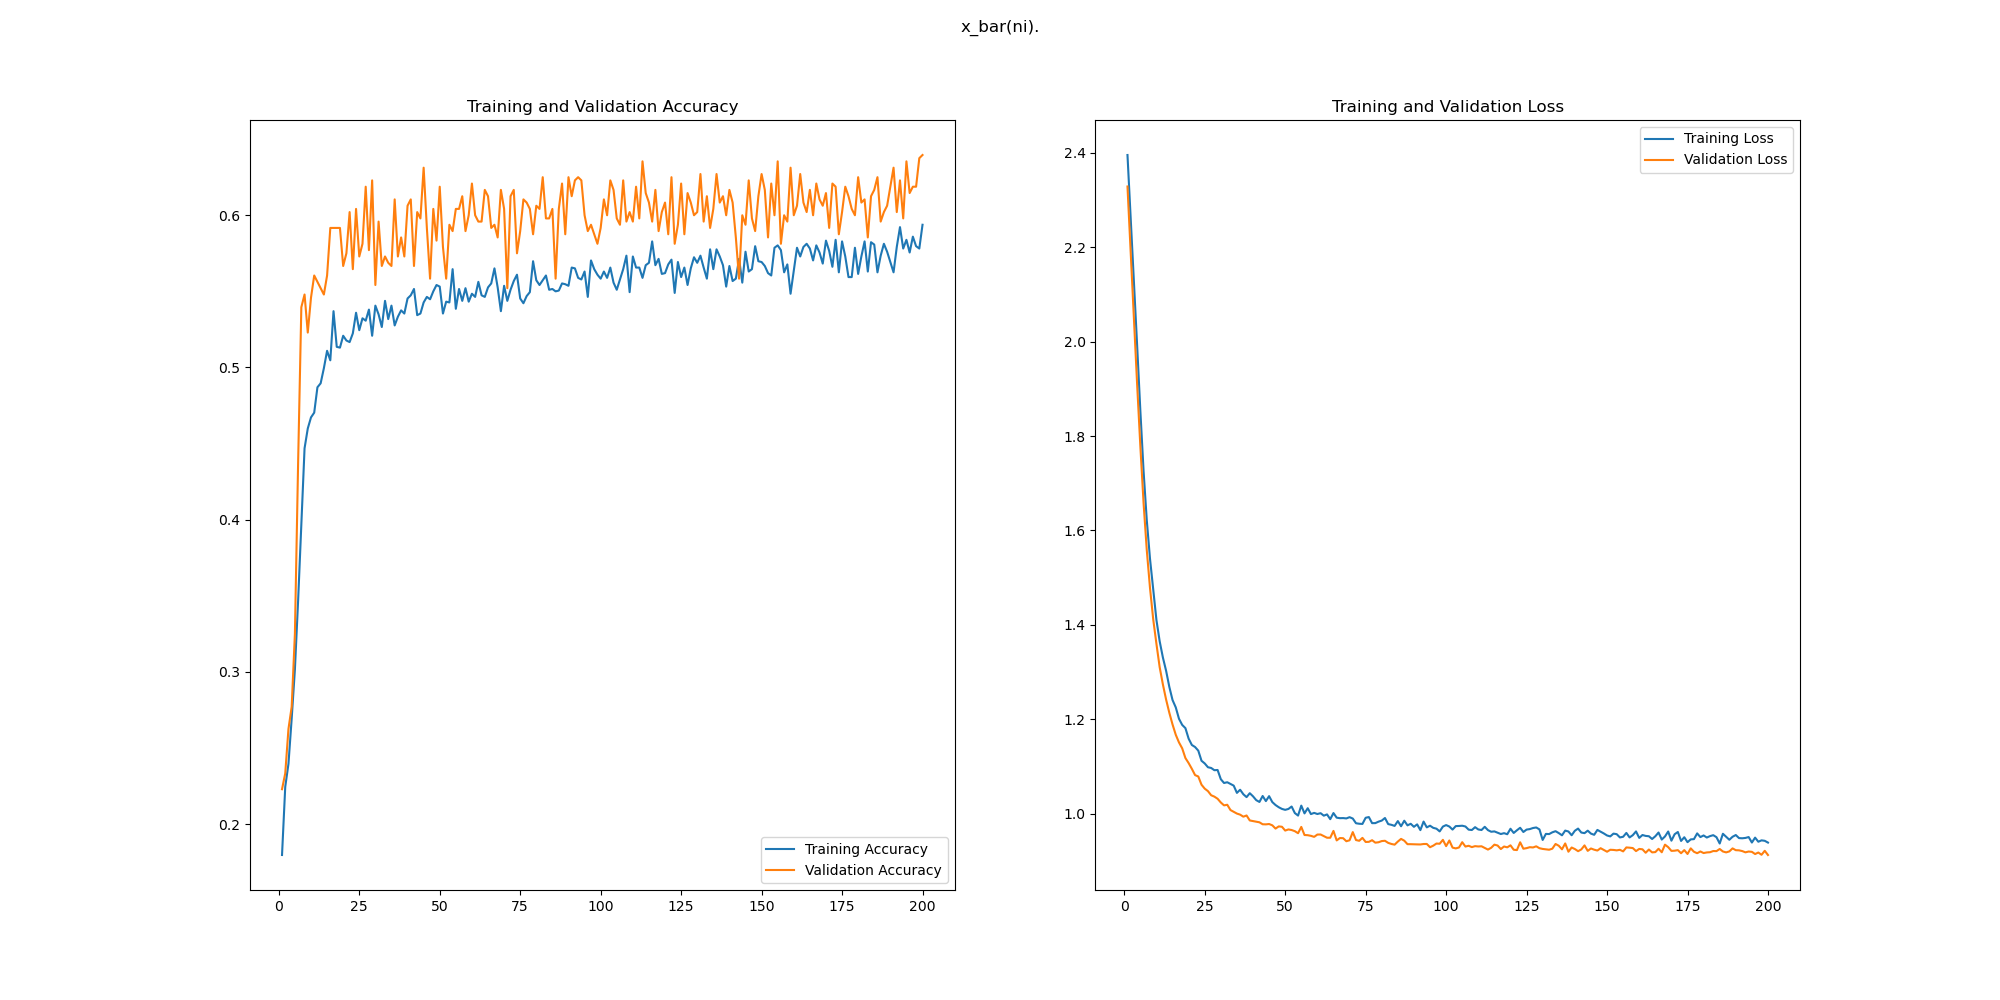 x_bar(ni).
Training and Validation Accuracy
0.6
0.5
0.4
0.3
0.2
0 25 50 75 100 125 150 175 200
Training Accuracy
Validation Accuracy
Training and Validation Loss
2.4
2.2
2.0
1.8
1.6
1.4
1.2
1.0
0 25 50 75 100 125 150 175 200
Training Loss
Validation Loss